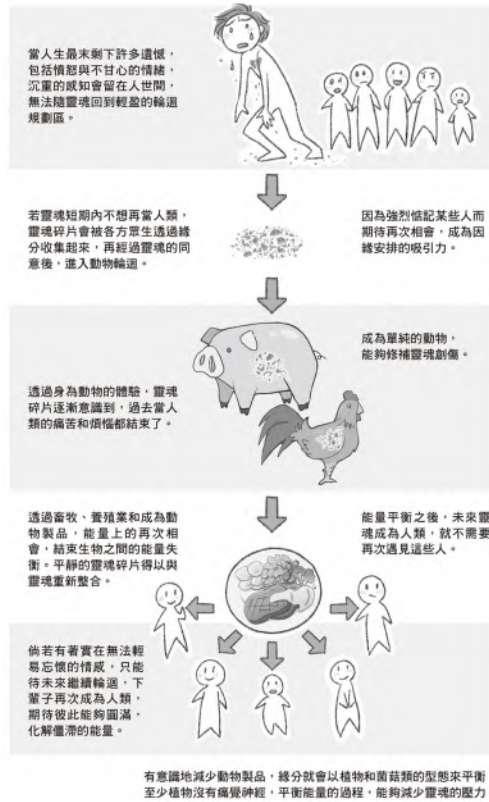 當人生最末剩下許多遺憾，
包括憤怒與不甘心的情緒，
沉重的感知會留在人世間，
無法隨靈魂回到輕盈的輪迴
規劃區。
若靈魂短期內不想再當人類，
靈魂碎片會被各方眾生透過緣
分收集起來，再經過靈魂的同
意後，進入動物輪迴。
因為強烈惦記某些人而
期待再次相會，成為因
緣安排的吸引力。
成為單純的動物，
能夠修補靈魂創傷。
透過身為動物的體驗，靈魂
碎片逐漸意識到，過去當人
類的痛苦和煩惱都結束了。
透過畜牧、養殖業和成為動
物製品，能量上的再次相
會，結束生物之間的能量失
衡。平靜的靈魂碎片得以與
靈魂重新整合。
能量平衡之後，未來靈
魂成為人類，就不需要
再次遇見這些人。
倘若有著實在無法輕
易忘懷的情感，只能
待未來繼續輪迴，下
輩子再次成為人類，
期待彼此能夠圓滿，
化解僵滯的能量。
有意識地減少動物製品，緣分就會以植物和菌菇類的型態來平衡
至少植物沒有痛覺神經，平衡能量的過程，能夠減少靈魂的壓力